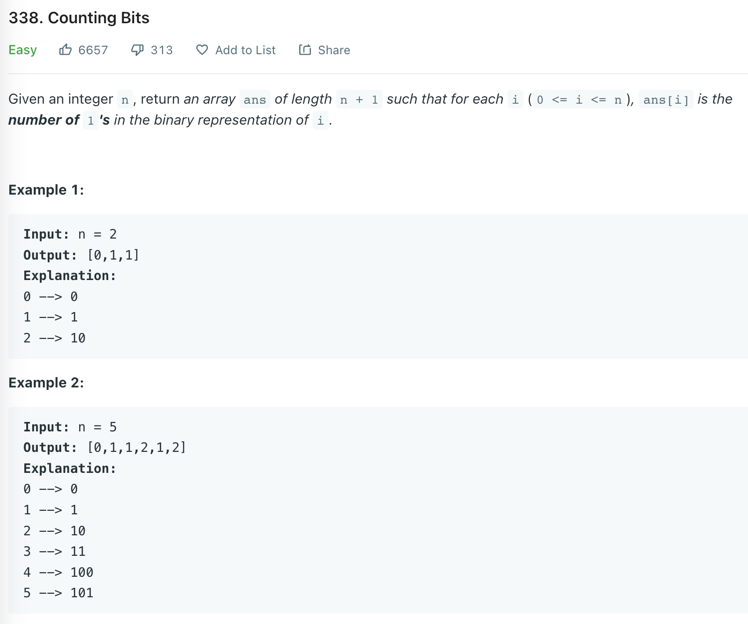 338. Counting Bits
Easy 6657 313 Add to List Share
Given an integer n, return an array ans of length n + 1 such that for each i (0 <= i <= n), ans[i] is the
number of 1's in the binary representation of i.
Example 1:
Input: n = 2
Output: [0,1,1]
Explanation:
0 --> 0
1 --> 1
2 --> 10
Example 2:
Input: n = 5
Output: [0,1,1,2,1,2]
Explanation:
0 --> 0
1 --> 1
2 --> 10
3 --> 11
4 --> 100
5 --> 101